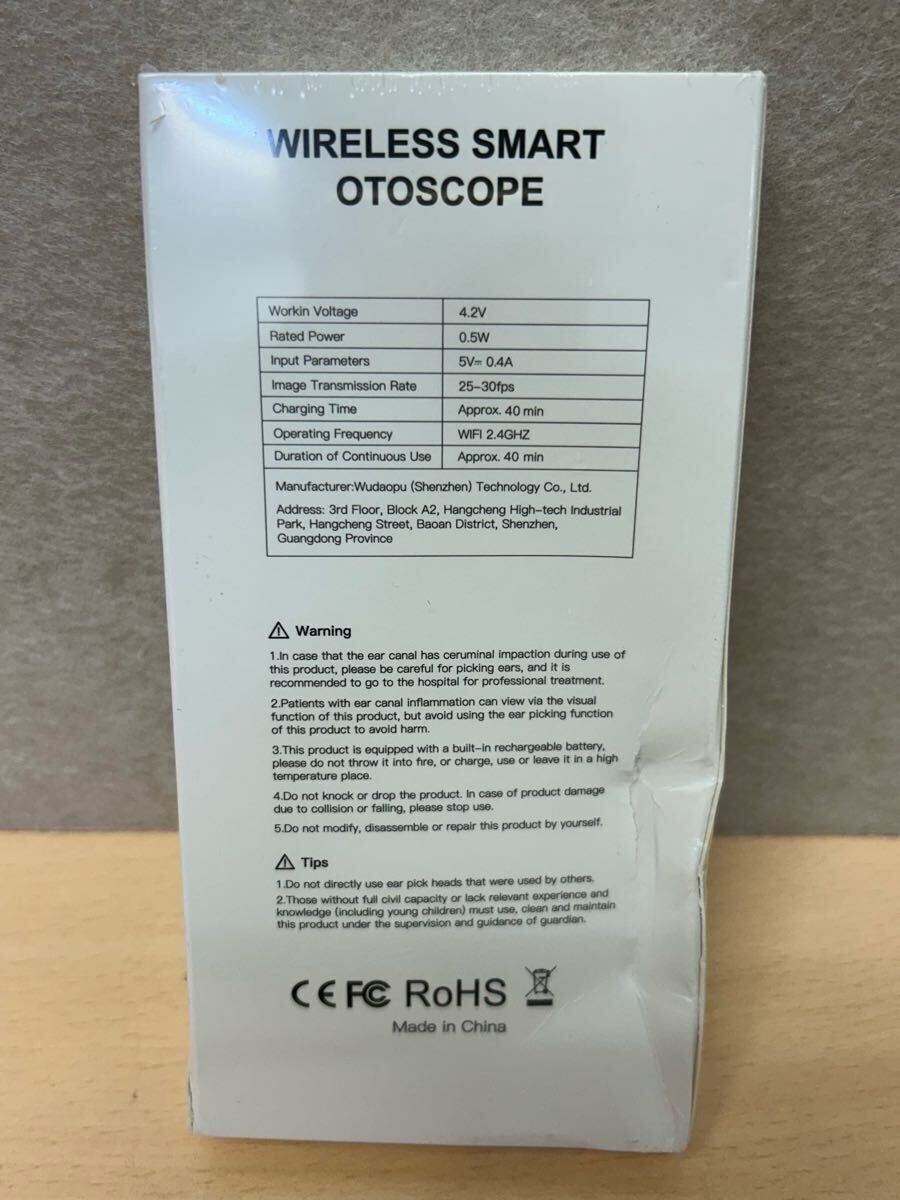 WIRELESS SMART
OTOSCOPE
Workin Voltage 4.2V
Rated Power 0.5W
Input Parameters 5V⎓ 0.4A
Image Transmission Rate 25-30fps
Charging Time Approx. 40 min
Operating Frequency WIFI 2.4GHZ
Duration of Continuous Use Approx. 40 min
Manufacturer:Wudaopu (Shenzhen) Technology Co., Ltd.
Address: 3rd Floor, Block A2, Hangcheng High-tech Industrial
Park, Hangcheng Street, Baoan District, Shenzhen,
Guangdong Province
Warning
1.In case that the ear canal has ceruminal impaction during use of
this product, please be careful for picking ears, and it is
recommended to go to the hospital for professional treatment.
2.Patients with ear canal inflammation can view via the visual
function of this product, but avoid using the ear picking function
of this product to avoid harm.
3.This product is equipped with a built-in rechargeable battery,
please do not throw it into fire, or charge, use or leave it in a high
temperature place.
4.Do not knock or drop the product. In case of product damage
due to collision or falling, please stop use.
5.Do not modify, disassemble or repair this product by yourself.
Tips
1.Do not directly use ear pick heads that were used by others.
2.Those without full civil capacity or lack relevant experience and
knowledge (including young children) must use, clean and maintain
this product under the supervision and guidance of guardian.
CE FC RoHS
Made in China